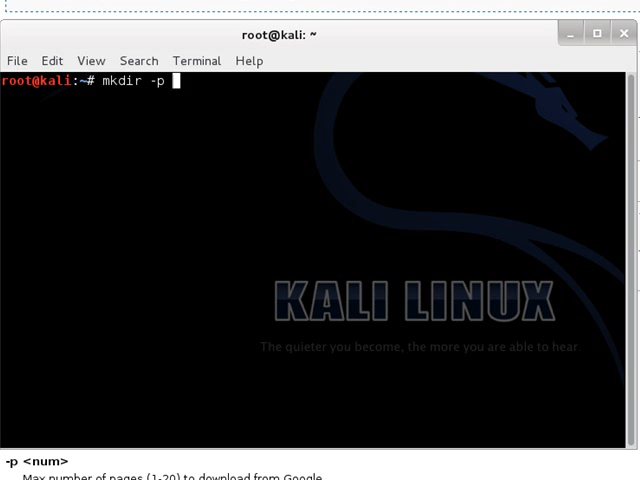 root@kali: ~
File Edit View Search Terminal Help
root@kali:~# mkdir -p
KALI LINUX
The quieter you become, the more you are able to hear.
-p <num>
Max number of pages (1-20) to download from Google